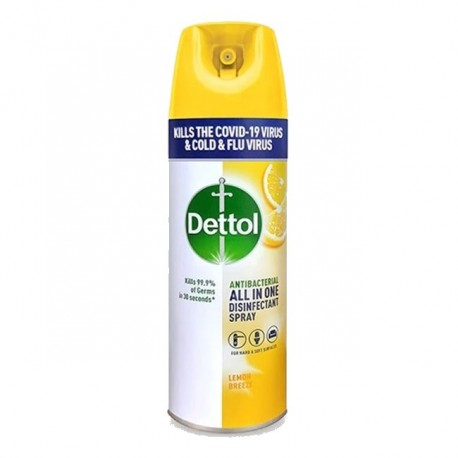 KILLS THE COVID-19 VIRUS
& COLD & FLU VIRUS
Dettol
Kills 99.9%
of Germs
in 30 seconds*
ANTIBACTERIAL
ALL IN ONE
DISINFECTANT
SPRAY
FOR HARD & SOFT SURFACES
LEMON
BREEZE